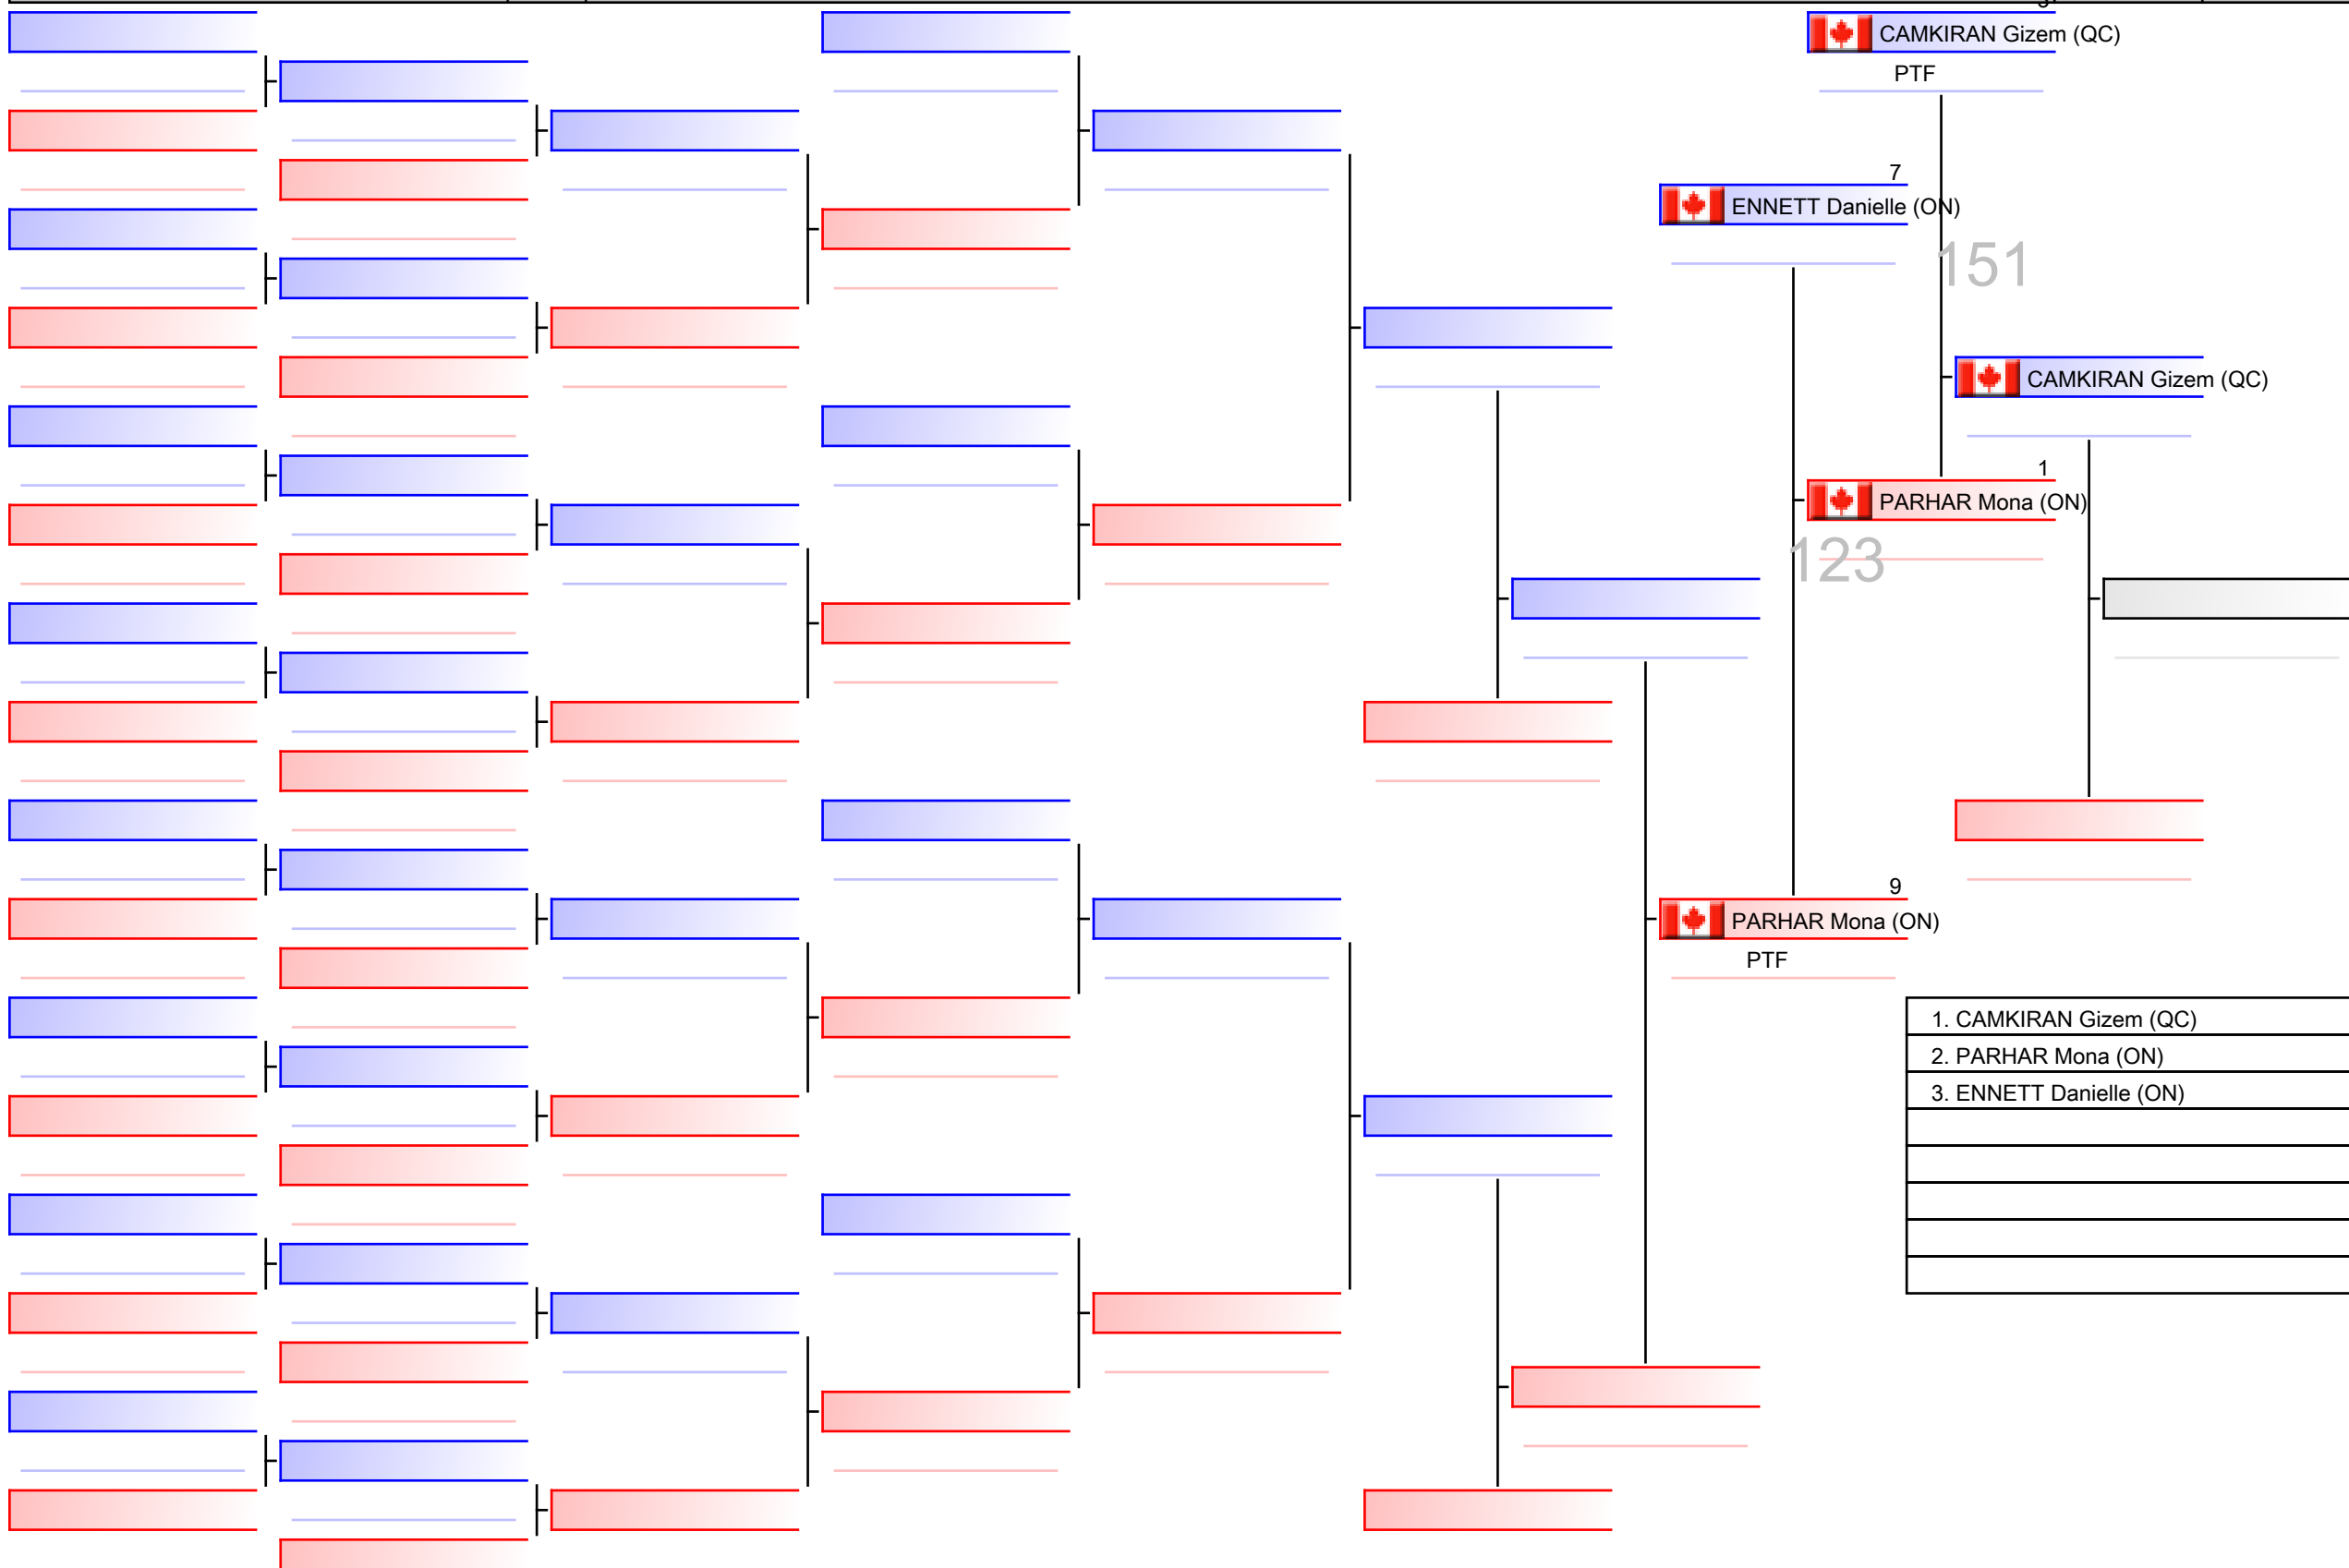 CAMKIRAN Gizem (QC)
PTF
7
ENNETT Danielle (ON)
151
CAMKIRAN Gizem (QC)
1
PARHAR Mona (ON)
123
9
PARHAR Mona (ON)
PTF
1. CAMKIRAN Gizem (QC)
2. PARHAR Mona (ON)
3. ENNETT Danielle (ON)